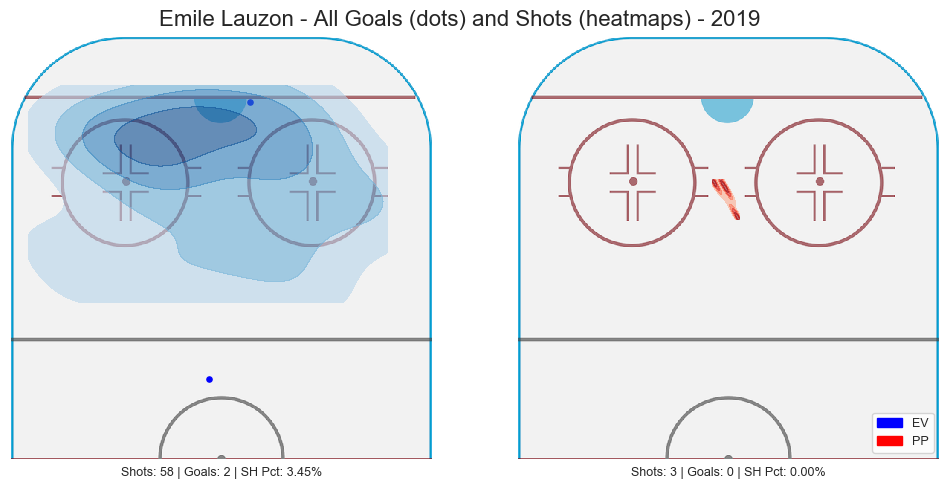 Emile Lauzon - All Goals (dots) and Shots (heatmaps) - 2019
EV
PP
Shots: 58 | Goals: 2 | SH Pct: 3.45%
Shots: 3 | Goals: 0 | SH Pct: 0.00%